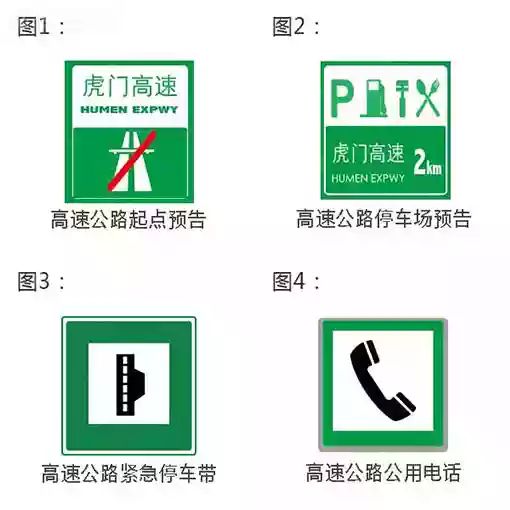 图1：
图2：
虎门高速
HUMEN EXPWY
P
虎门高速
HUMEN EXPWY
2km
高速公路起点预告
高速公路停车场预告
图3：
图4：
高速公路紧急停车带
高速公路公用电话